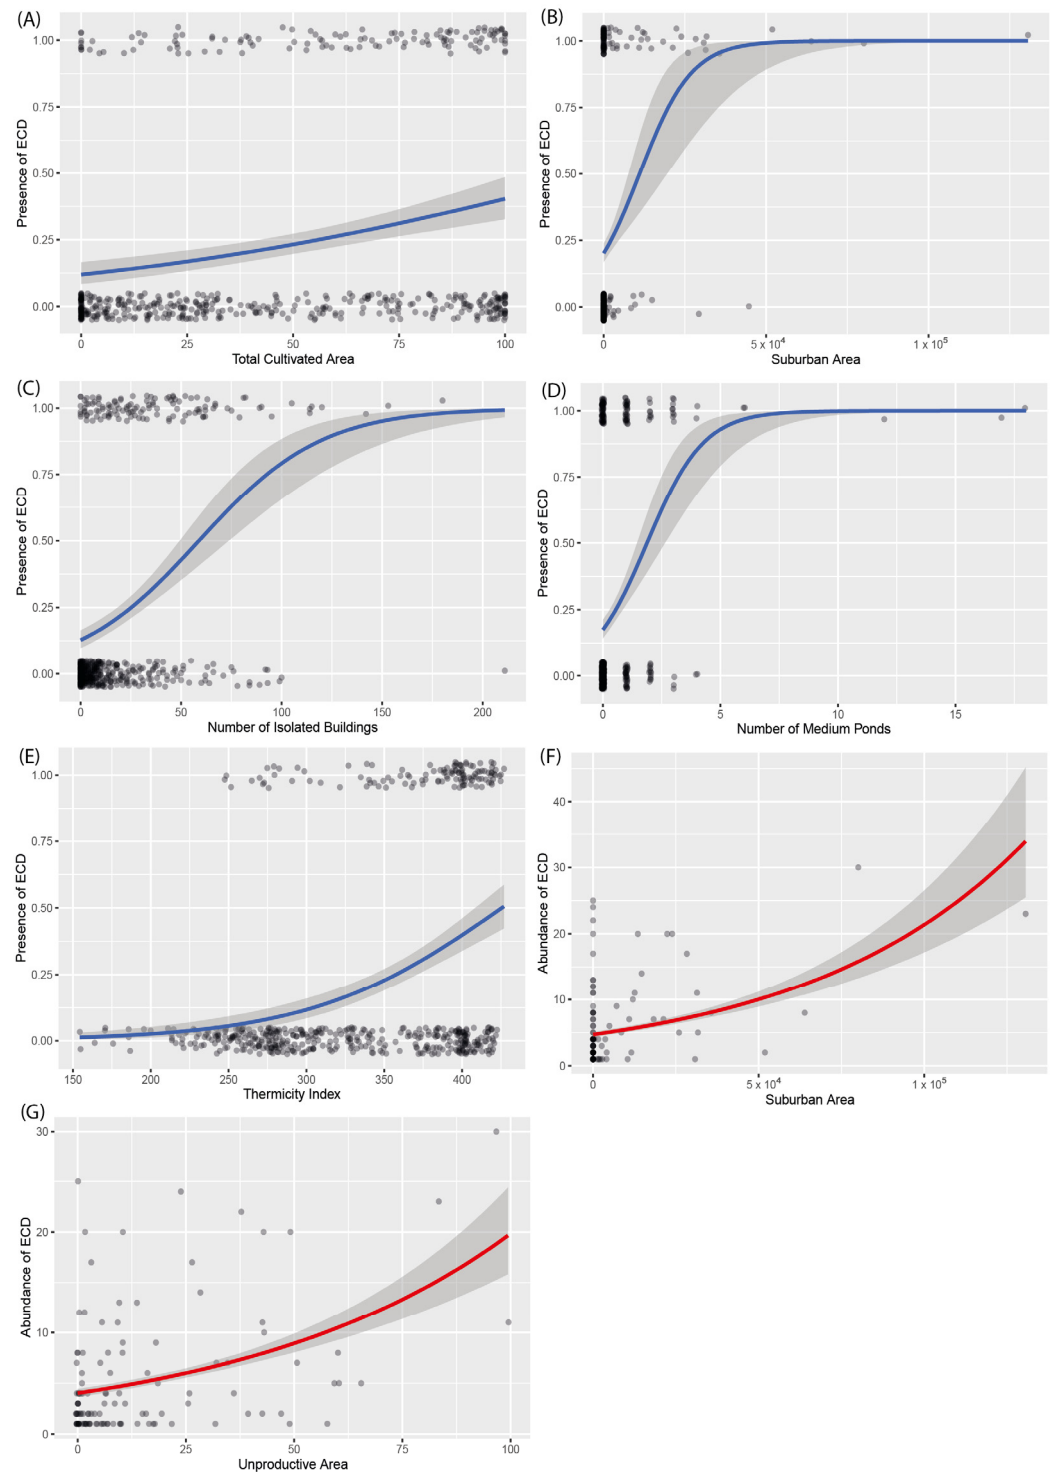 (A)
1.00
0.75
0.50
0.25
0.00
Presence of ECD
0 25 50 75 100
Total Cultivated Area
(B)
1.00
0.75
0.50
0.25
0.00
Presence of ECD
0 5 x 10⁴ 1 x 10⁵
Suburban Area
(C)
1.00
0.75
0.50
0.25
0.00
Presence of ECD
0 50 100 150 200
Number of Isolated Buildings
(D)
1.00
0.75
0.50
0.25
0.00
Presence of ECD
0 5 10 15
Number of Medium Ponds
(E)
1.00
0.75
0.50
0.25
0.00
Presence of ECD
150 200 250 300 350 400
Thermicity Index
(F)
40
30
20
10
0
Abundance of ECD
0 5 x 10⁴ 1 x 10⁵
Suburban Area
(G)
30
20
10
0
Abundance of ECD
0 25 50 75 100
Unproductive Area